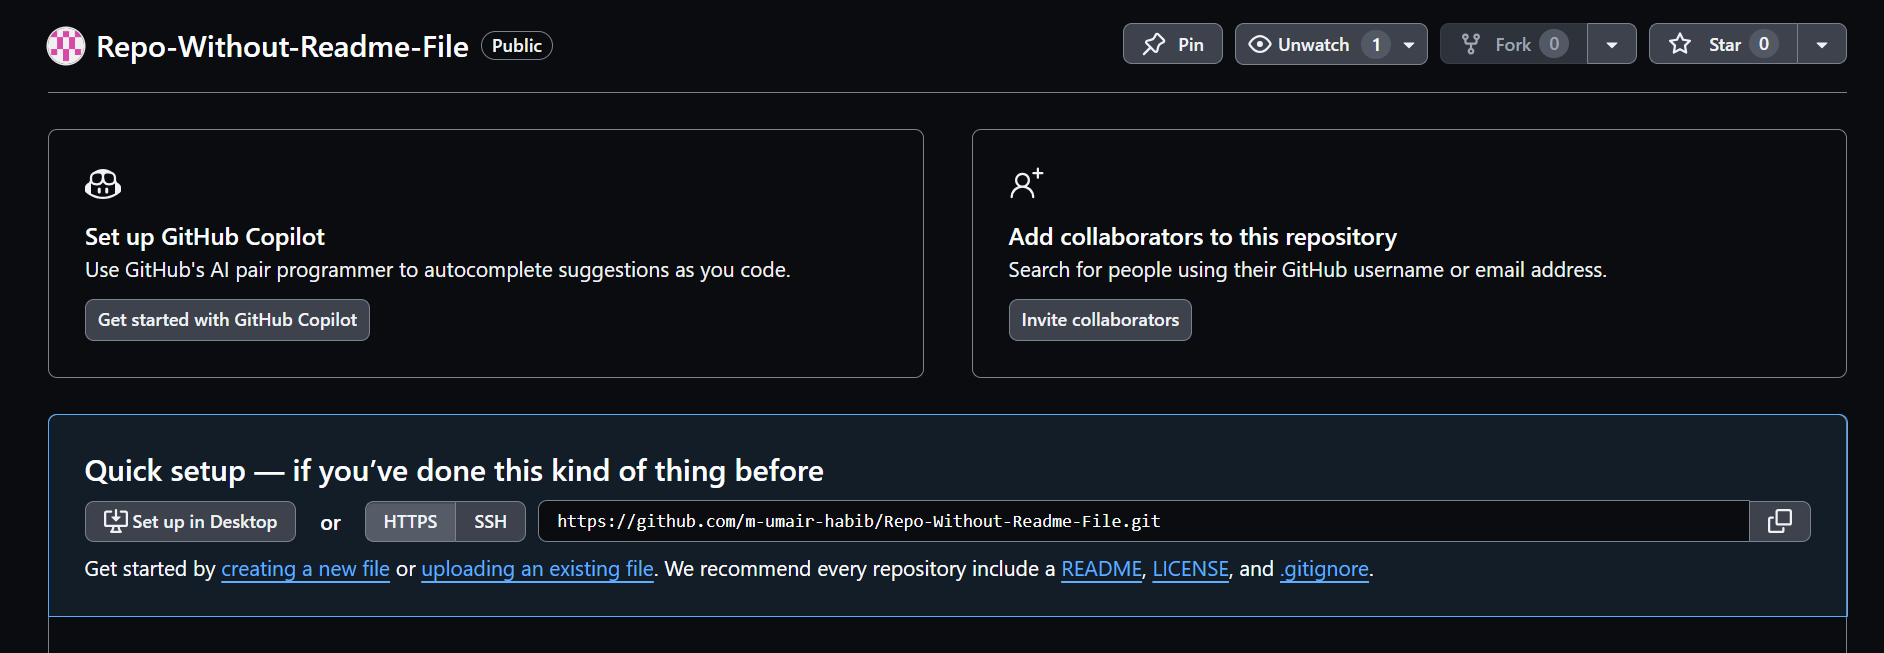 Repo-Without-Readme-File Public
Pin Unwatch 1 Fork 0 Star 0
Set up GitHub Copilot
Use GitHub's AI pair programmer to autocomplete suggestions as you code.
Get started with GitHub Copilot
Add collaborators to this repository
Search for people using their GitHub username or email address.
Invite collaborators
Quick setup — if you’ve done this kind of thing before
Set up in Desktop or HTTPS SSH https://github.com/m-umair-habib/Repo-Without-Readme-File.git
Get started by creating a new file or uploading an existing file. We recommend every repository include a README, LICENSE, and .gitignore.